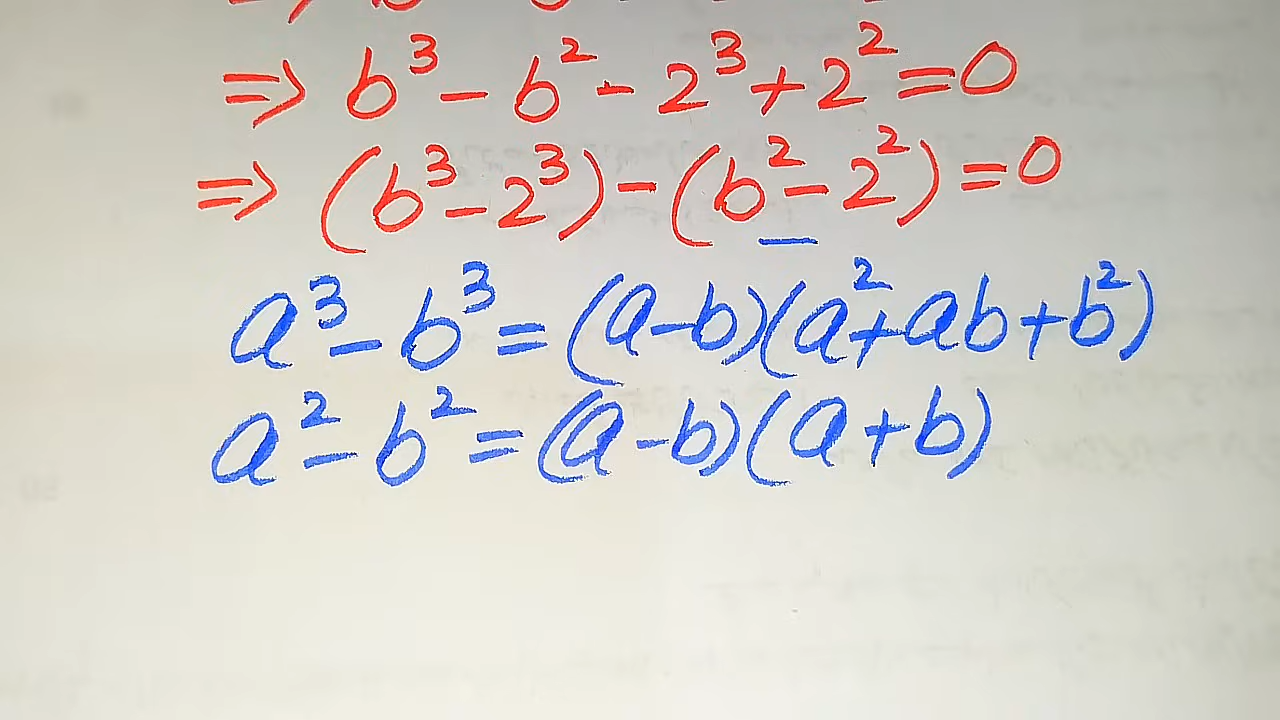 ⇒ b³ - b² - 2³ + 2² = 0
⇒ (b³ - 2³) - (b² - 2²) = 0
a³ - b³ = (a-b)(a²+ab+b²)
a² - b² = (a-b)(a+b)